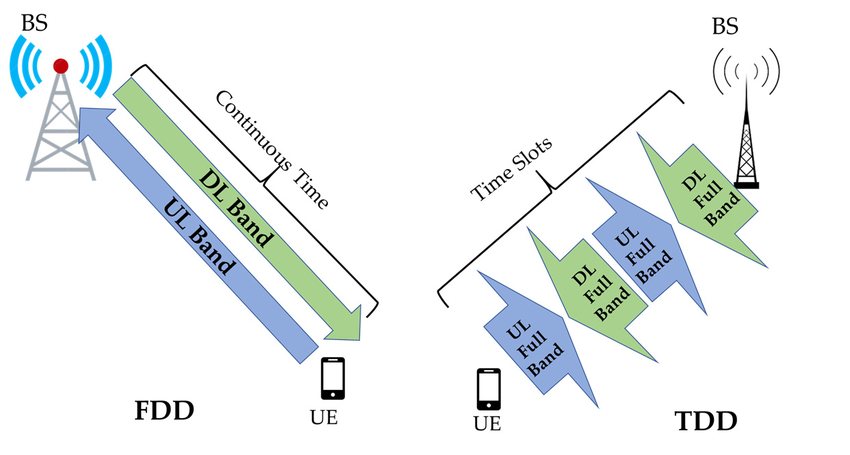 BS
Continuous Time
DL Band
UL Band
UE
FDD
BS
Time Slots
DL
Full
Band
UL
Full
Band
DL
Full
Band
UL
Full
Band
UE
TDD